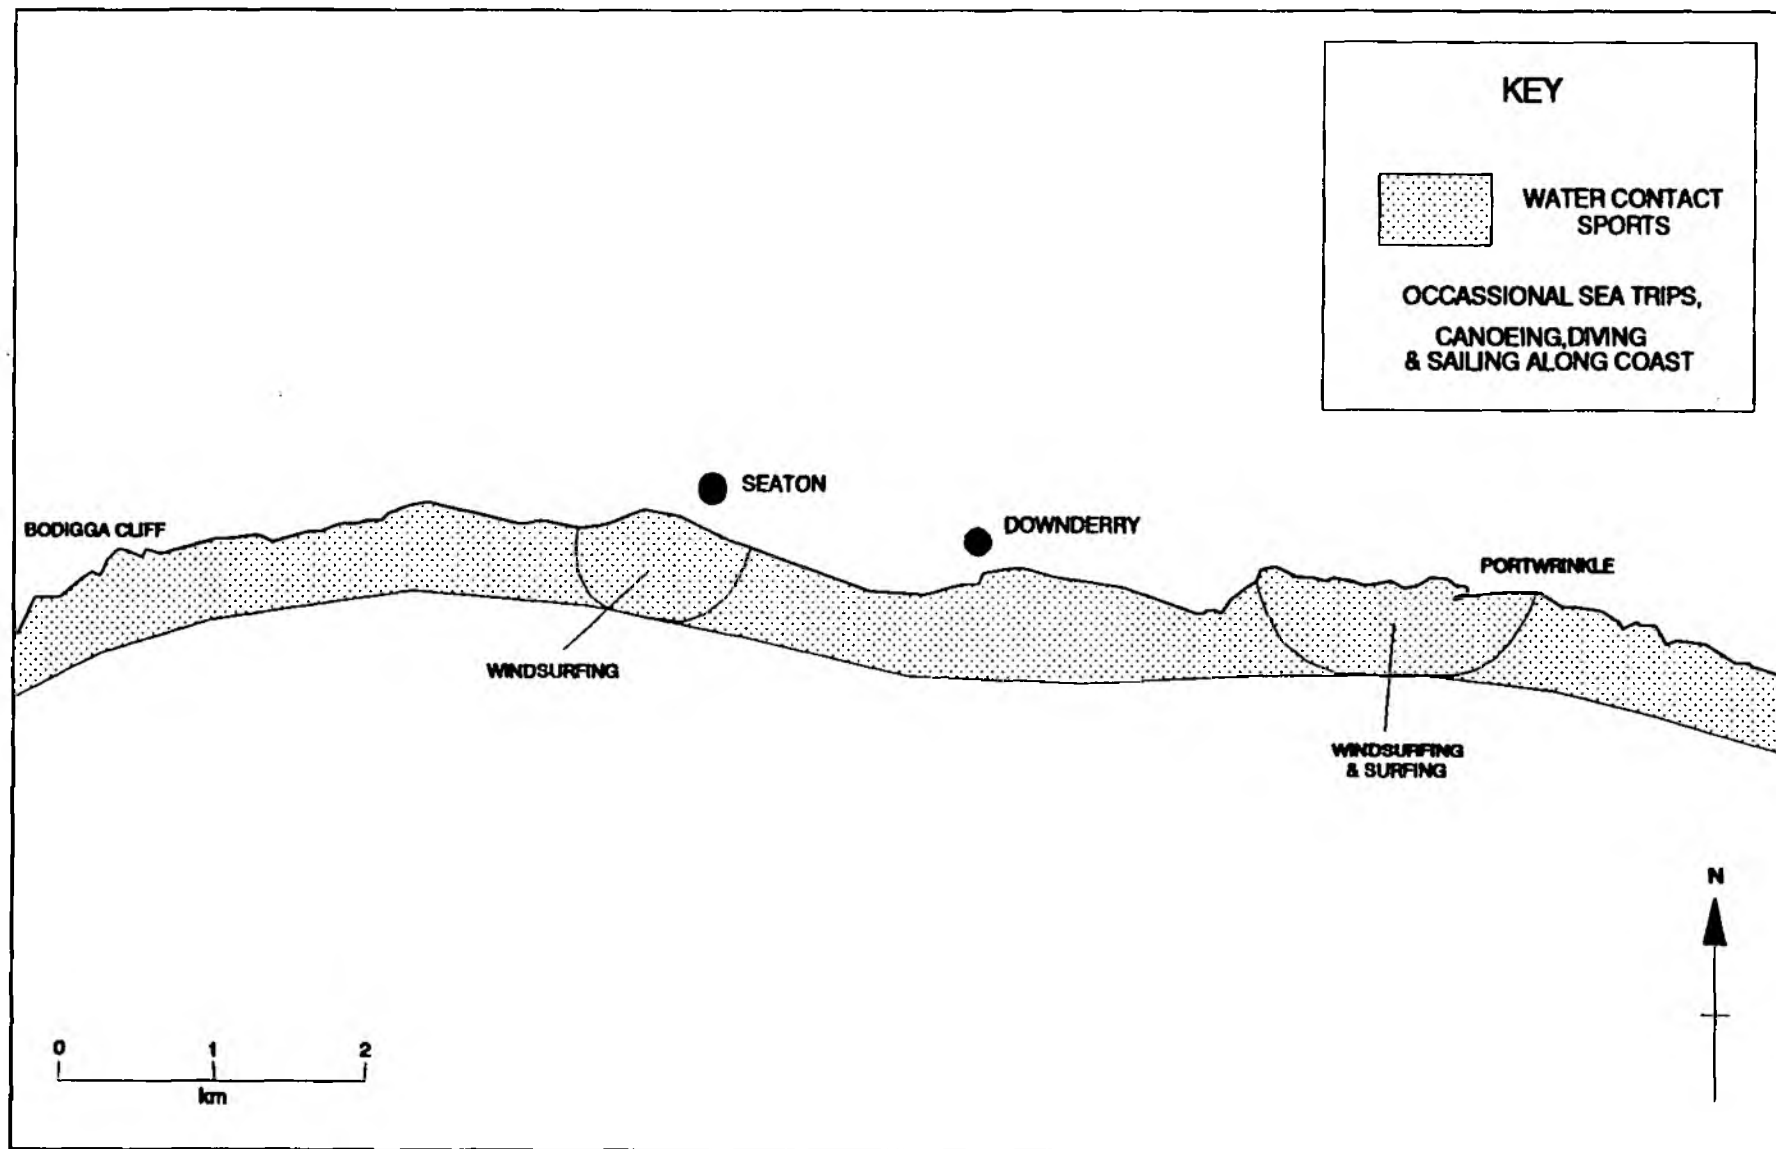 KEY
WATER CONTACT
SPORTS
OCCASSIONAL SEA TRIPS,
CANOEING,DIVING
& SAILING ALONG COAST
SEATON
BODIGGA CLIFF
DOWNDERRY
PORTWRINKLE
WINDSURFING
WINDSURFING
& SURFING
N
0 1 2
km